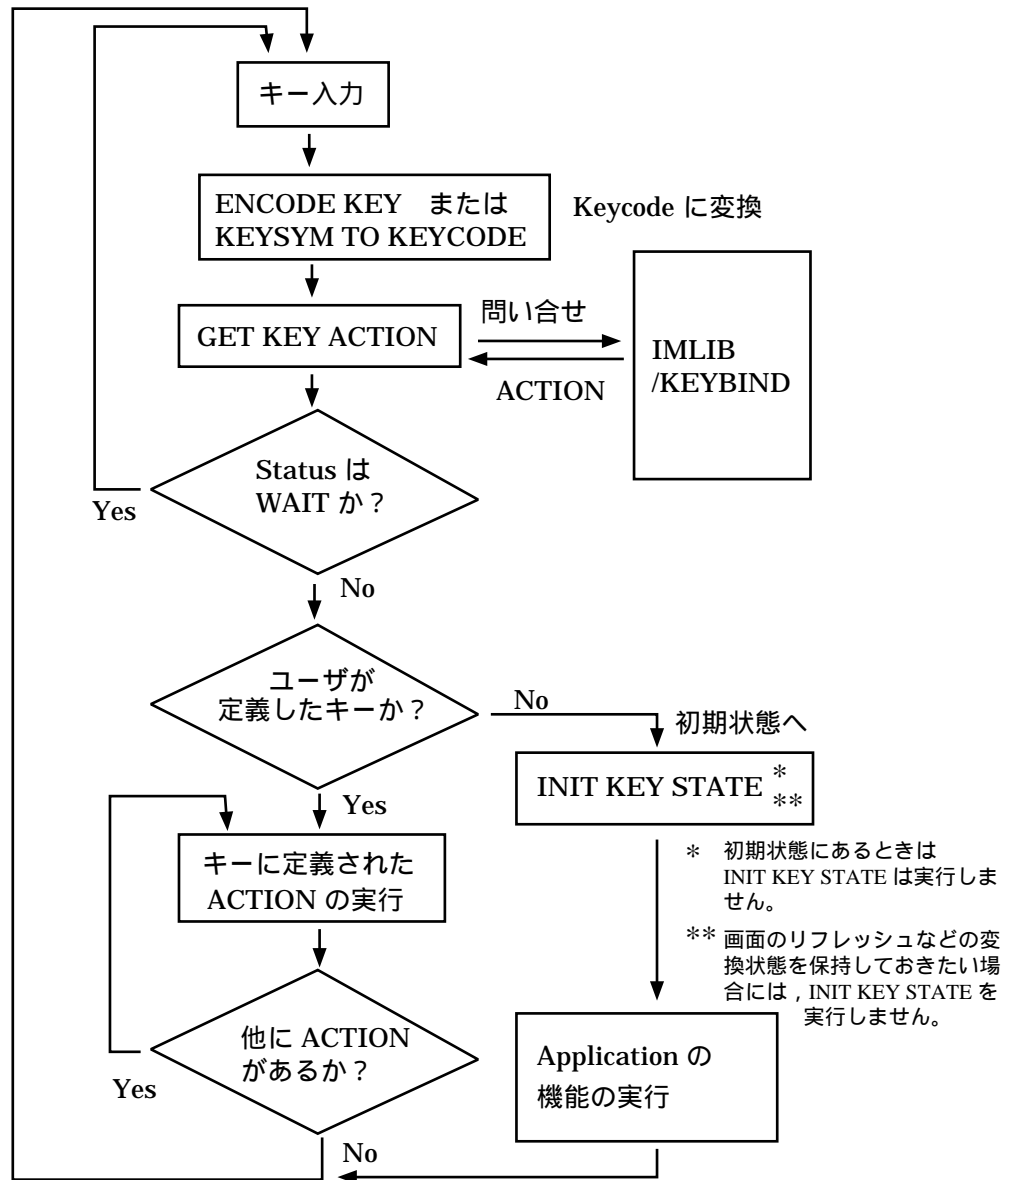 キー入力
ENCODE KEY または
KEYSYM TO KEYCODE
Keycode に変換
GET KEY ACTION
問い合せ
ACTION
IMLIB
/KEYBIND
Status は
WAIT か？
Yes
No
ユーザが
定義したキーか？
No
初期状態へ
INIT KEY STATE *
**
Yes
キーに定義された
ACTION の実行
* 初期状態にあるときは
INIT KEY STATE は実行しま
せん。
** 画面のリフレッシュなどの変
換状態を保持しておきたい場
合には , INIT KEY STATE を
実行しません。
他に ACTION
があるか？
Yes
Application の
機能の実行
No